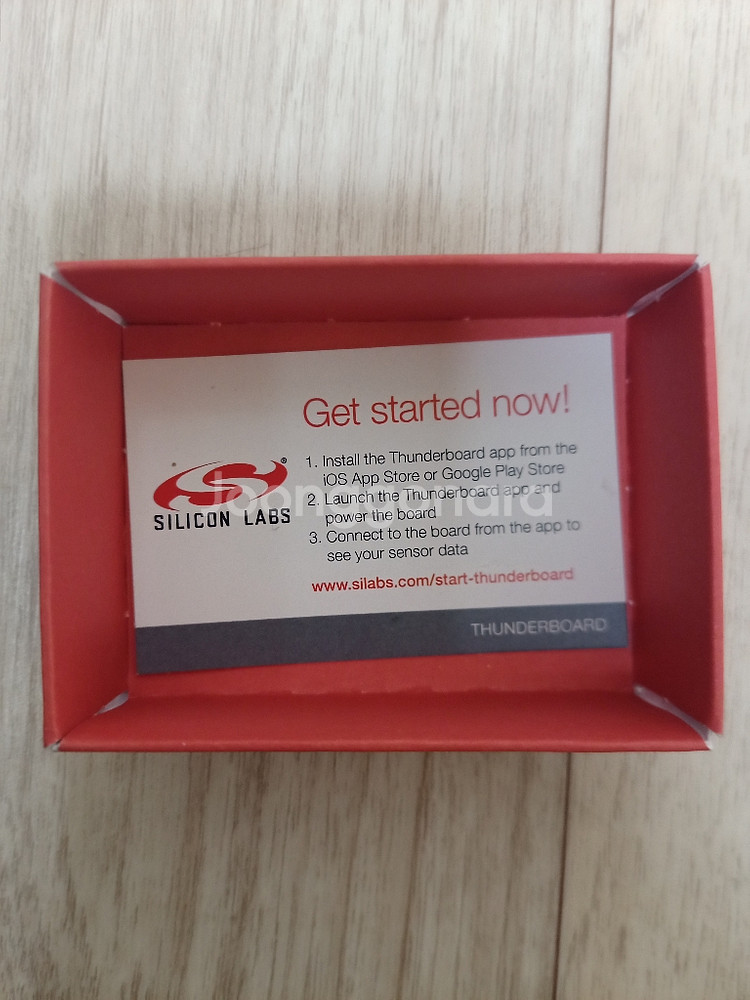 Get started now!
1. Install the Thunderboard app from the
iOS App Store or Google Play Store
2. Launch the Thunderboard app and
power the board
3. Connect to the board from the app to
see your sensor data
www.silabs.com/start-thunderboard
SILICON LABS
®
THUNDERBOARD
Joonggonara